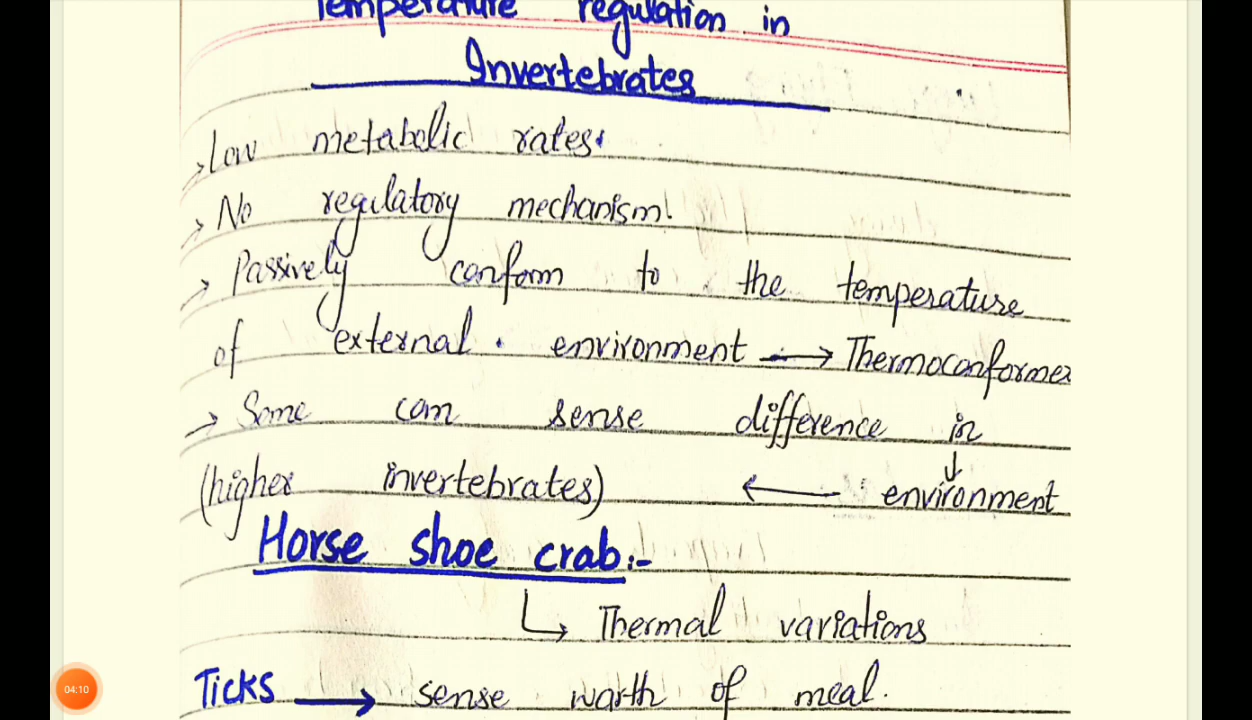 Temperature regulation in
Invertebrates
> Low metabolic rates.
> No regulatory mechanism.
→ Passively conform to the temperature
of external environment → Thermoconformer
→ Some can sense difference in
↓
(higher invertebrates) ← environment
Horse shoe crab:-
↳ Thermal variations
Ticks → sense warth of meal.
04:10